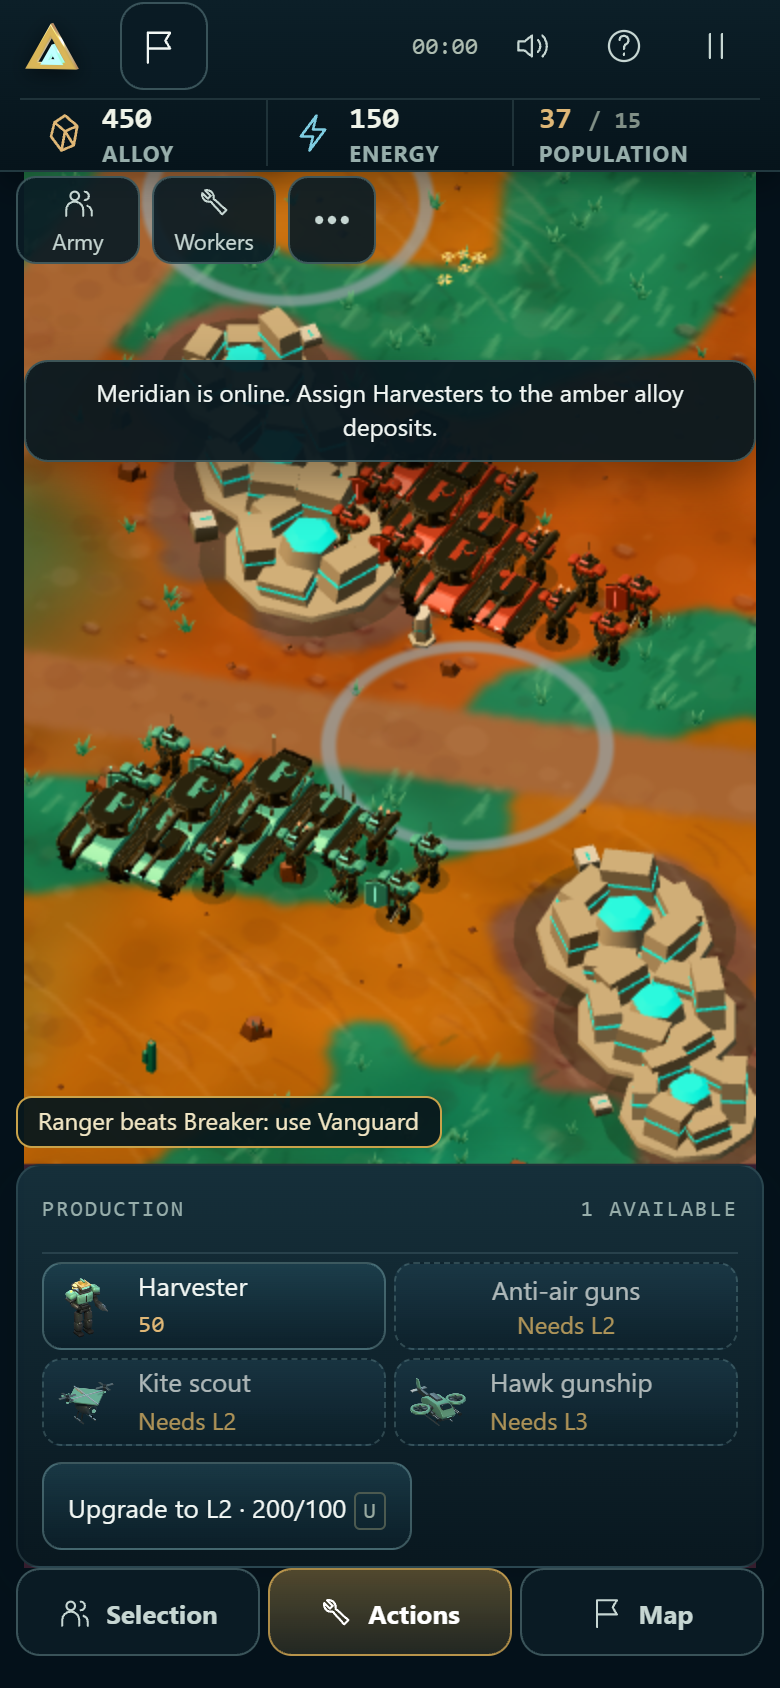 00:00
450
ALLOY
150
ENERGY
37 / 15
POPULATION
Army
Workers
Meridian is online. Assign Harvesters to the amber alloy
deposits.
Ranger beats Breaker: use Vanguard
PRODUCTION
1 AVAILABLE
Harvester
50
Anti-air guns
Needs L2
Kite scout
Needs L2
Hawk gunship
Needs L3
Upgrade to L2 · 200/100 U
Selection
Actions
Map